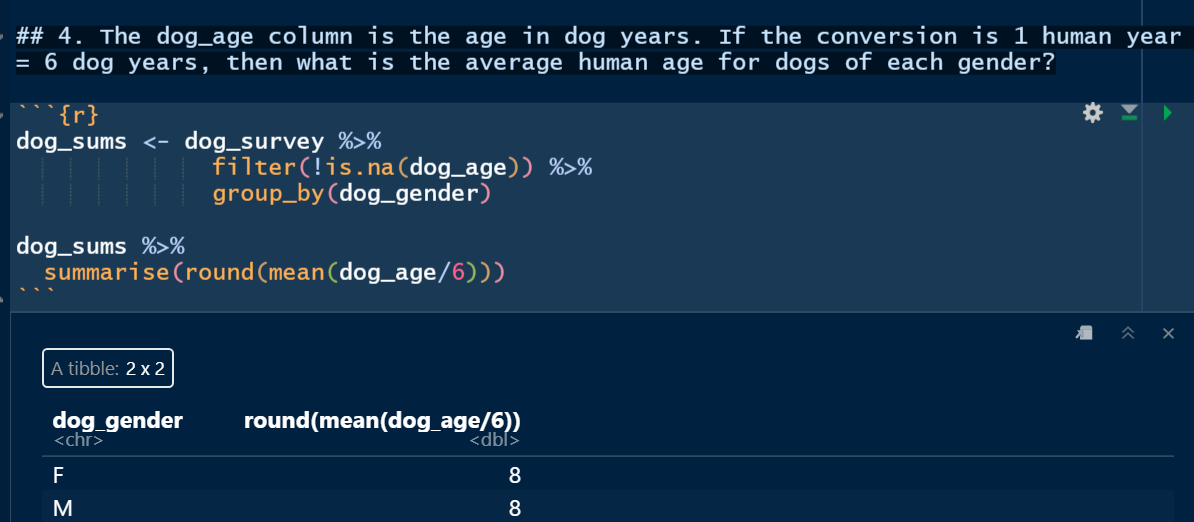 ## 4. The dog_age column is the age in dog years. If the conversion is 1 human year
= 6 dog years, then what is the average human age for dogs of each gender?
```{r}
dog_sums <- dog_survey %>%
filter(!is.na(dog_age)) %>%
group_by(dog_gender)
dog_sums %>%
summarise(round(mean(dog_age/6)))
```
A tibble: 2 x 2
dog_gender round(mean(dog_age/6))
<chr> <dbl>
F 8
M 8